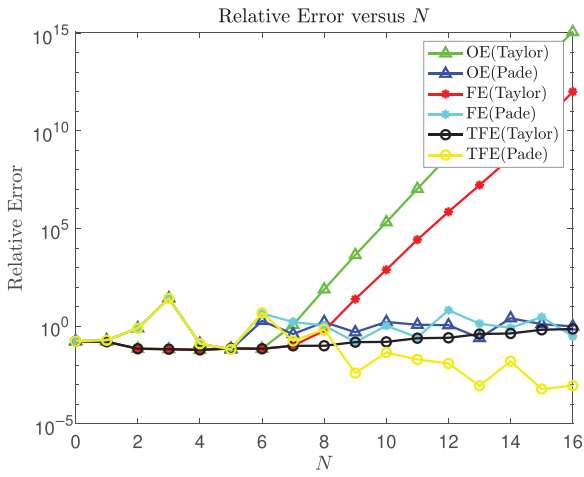 Relative Error versus N
10^15
10^10
10^5
10^0
10^-5
Relative Error
OE(Taylor)
OE(Pade)
FE(Taylor)
FE(Pade)
TFE(Taylor)
TFE(Pade)
0 2 4 6 8 10 12 14 16
N